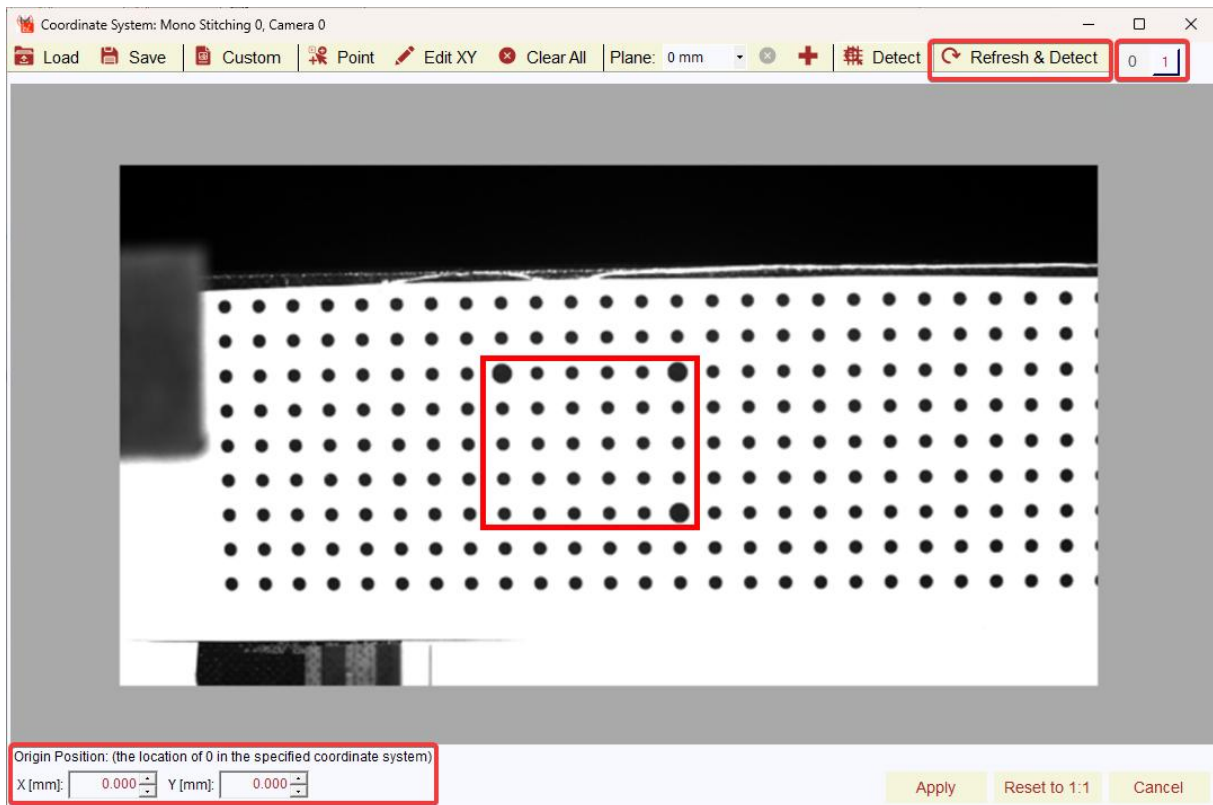 Coordinate System: Mono Stitching 0, Camera 0
Load Save Custom Point Edit XY Clear All Plane: 0 mm Detect Refresh & Detect 0 1
Origin Position: (the location of 0 in the specified coordinate system)
X [mm]: 0.000 Y [mm]: 0.000 Apply Reset to 1:1 Cancel